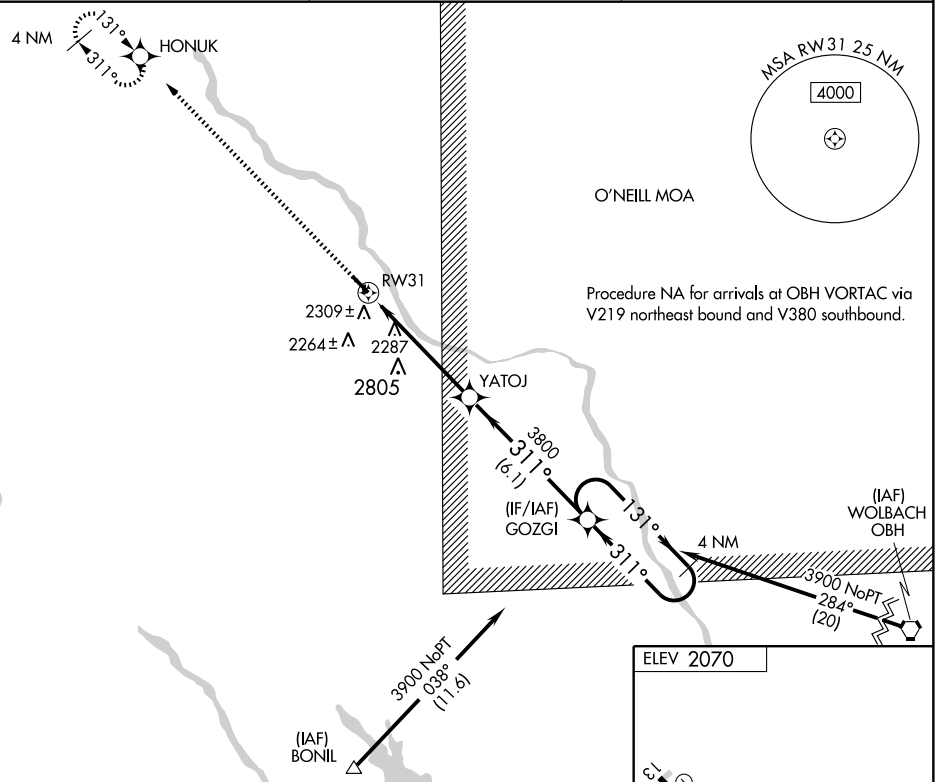 131°
4 NM
311°
HONUK
MSA RW31 25 NM
4000
O'NEILL MOA
Procedure NA for arrivals at OBH VORTAC via
V219 northeast bound and V380 southbound.
RW31
2309±
2264±
2287
2805
YATOJ
3800
311°
(6.1)
(IF/IAF)
GOZGI
131°
311°
4 NM
(IAF)
WOLBACH
OBH
3900 NoPT
284°
(20)
3900 NoPT
038°
(11.6)
(IAF)
BONIL
ELEV 2070
13